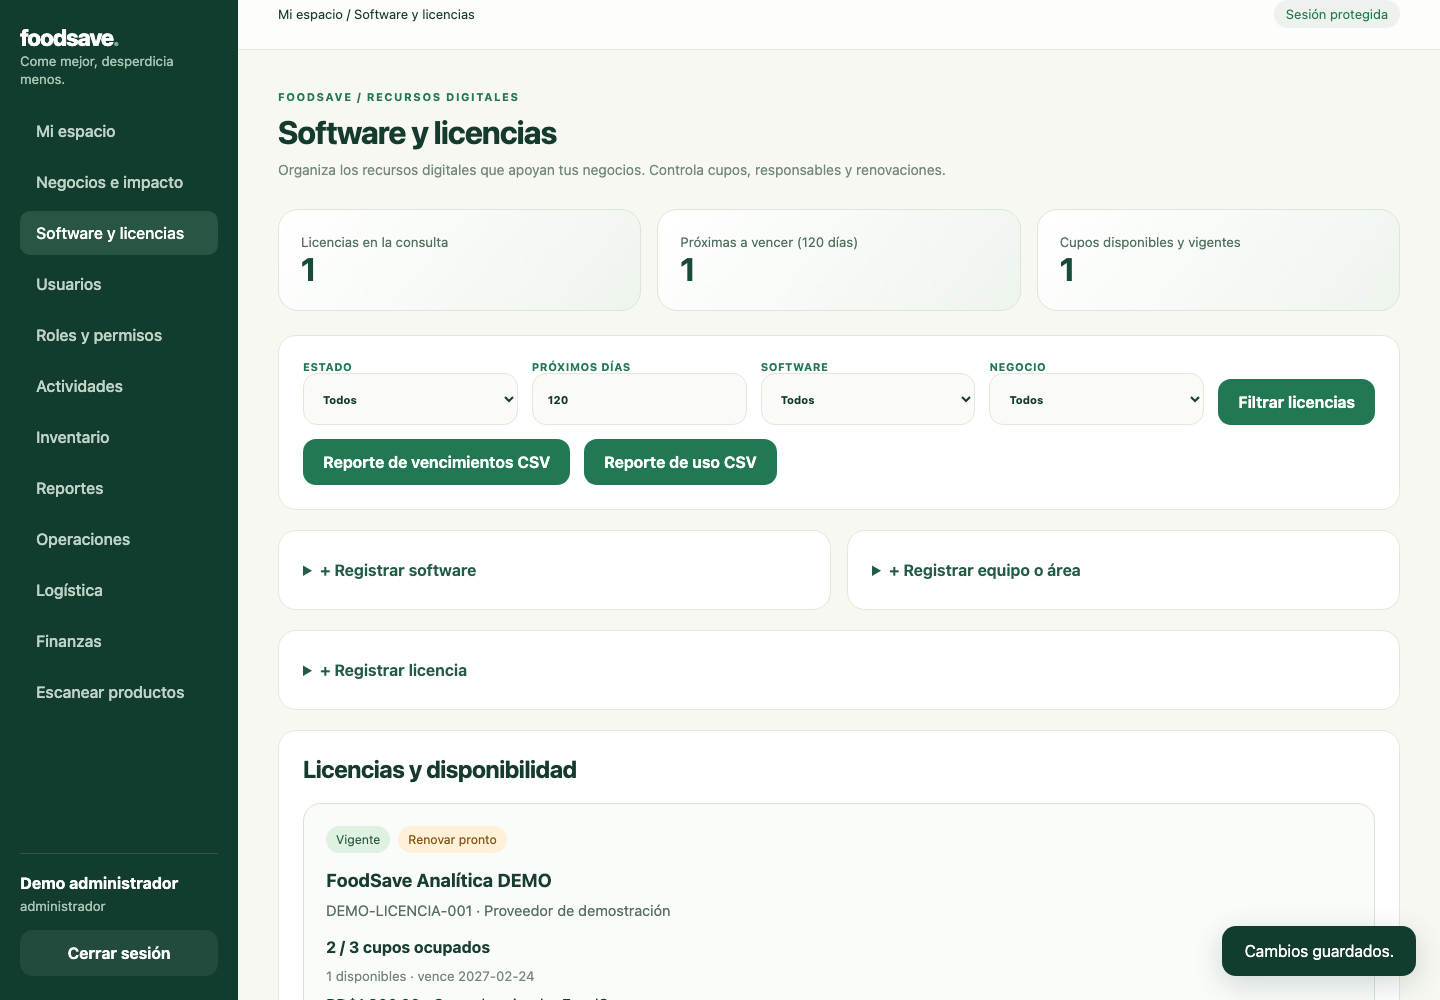 foodsave.
Come mejor, desperdicia
menos.
Mi espacio
Negocios e impacto
Software y licencias
Usuarios
Roles y permisos
Actividades
Inventario
Reportes
Operaciones
Logística
Finanzas
Escanear productos
Demo administrador
administrador
Cerrar sesión
Mi espacio / Software y licencias
Sesión protegida
FOODSAVE / RECURSOS DIGITALES
Software y licencias
Organiza los recursos digitales que apoyan tus negocios. Controla cupos, responsables y renovaciones.
Licencias en la consulta
1
Próximas a vencer (120 días)
1
Cupos disponibles y vigentes
1
ESTADO
Todos
PRÓXIMOS DÍAS
120
SOFTWARE
Todos
NEGOCIO
Todos
Filtrar licencias
Reporte de vencimientos CSV
Reporte de uso CSV
+ Registrar software
+ Registrar equipo o área
+ Registrar licencia
Licencias y disponibilidad
Vigente
Renovar pronto
FoodSave Analítica DEMO
DEMO-LICENCIA-001 · Proveedor de demostración
2 / 3 cupos ocupados
1 disponibles · vence 2027-02-24
Cambios guardados.